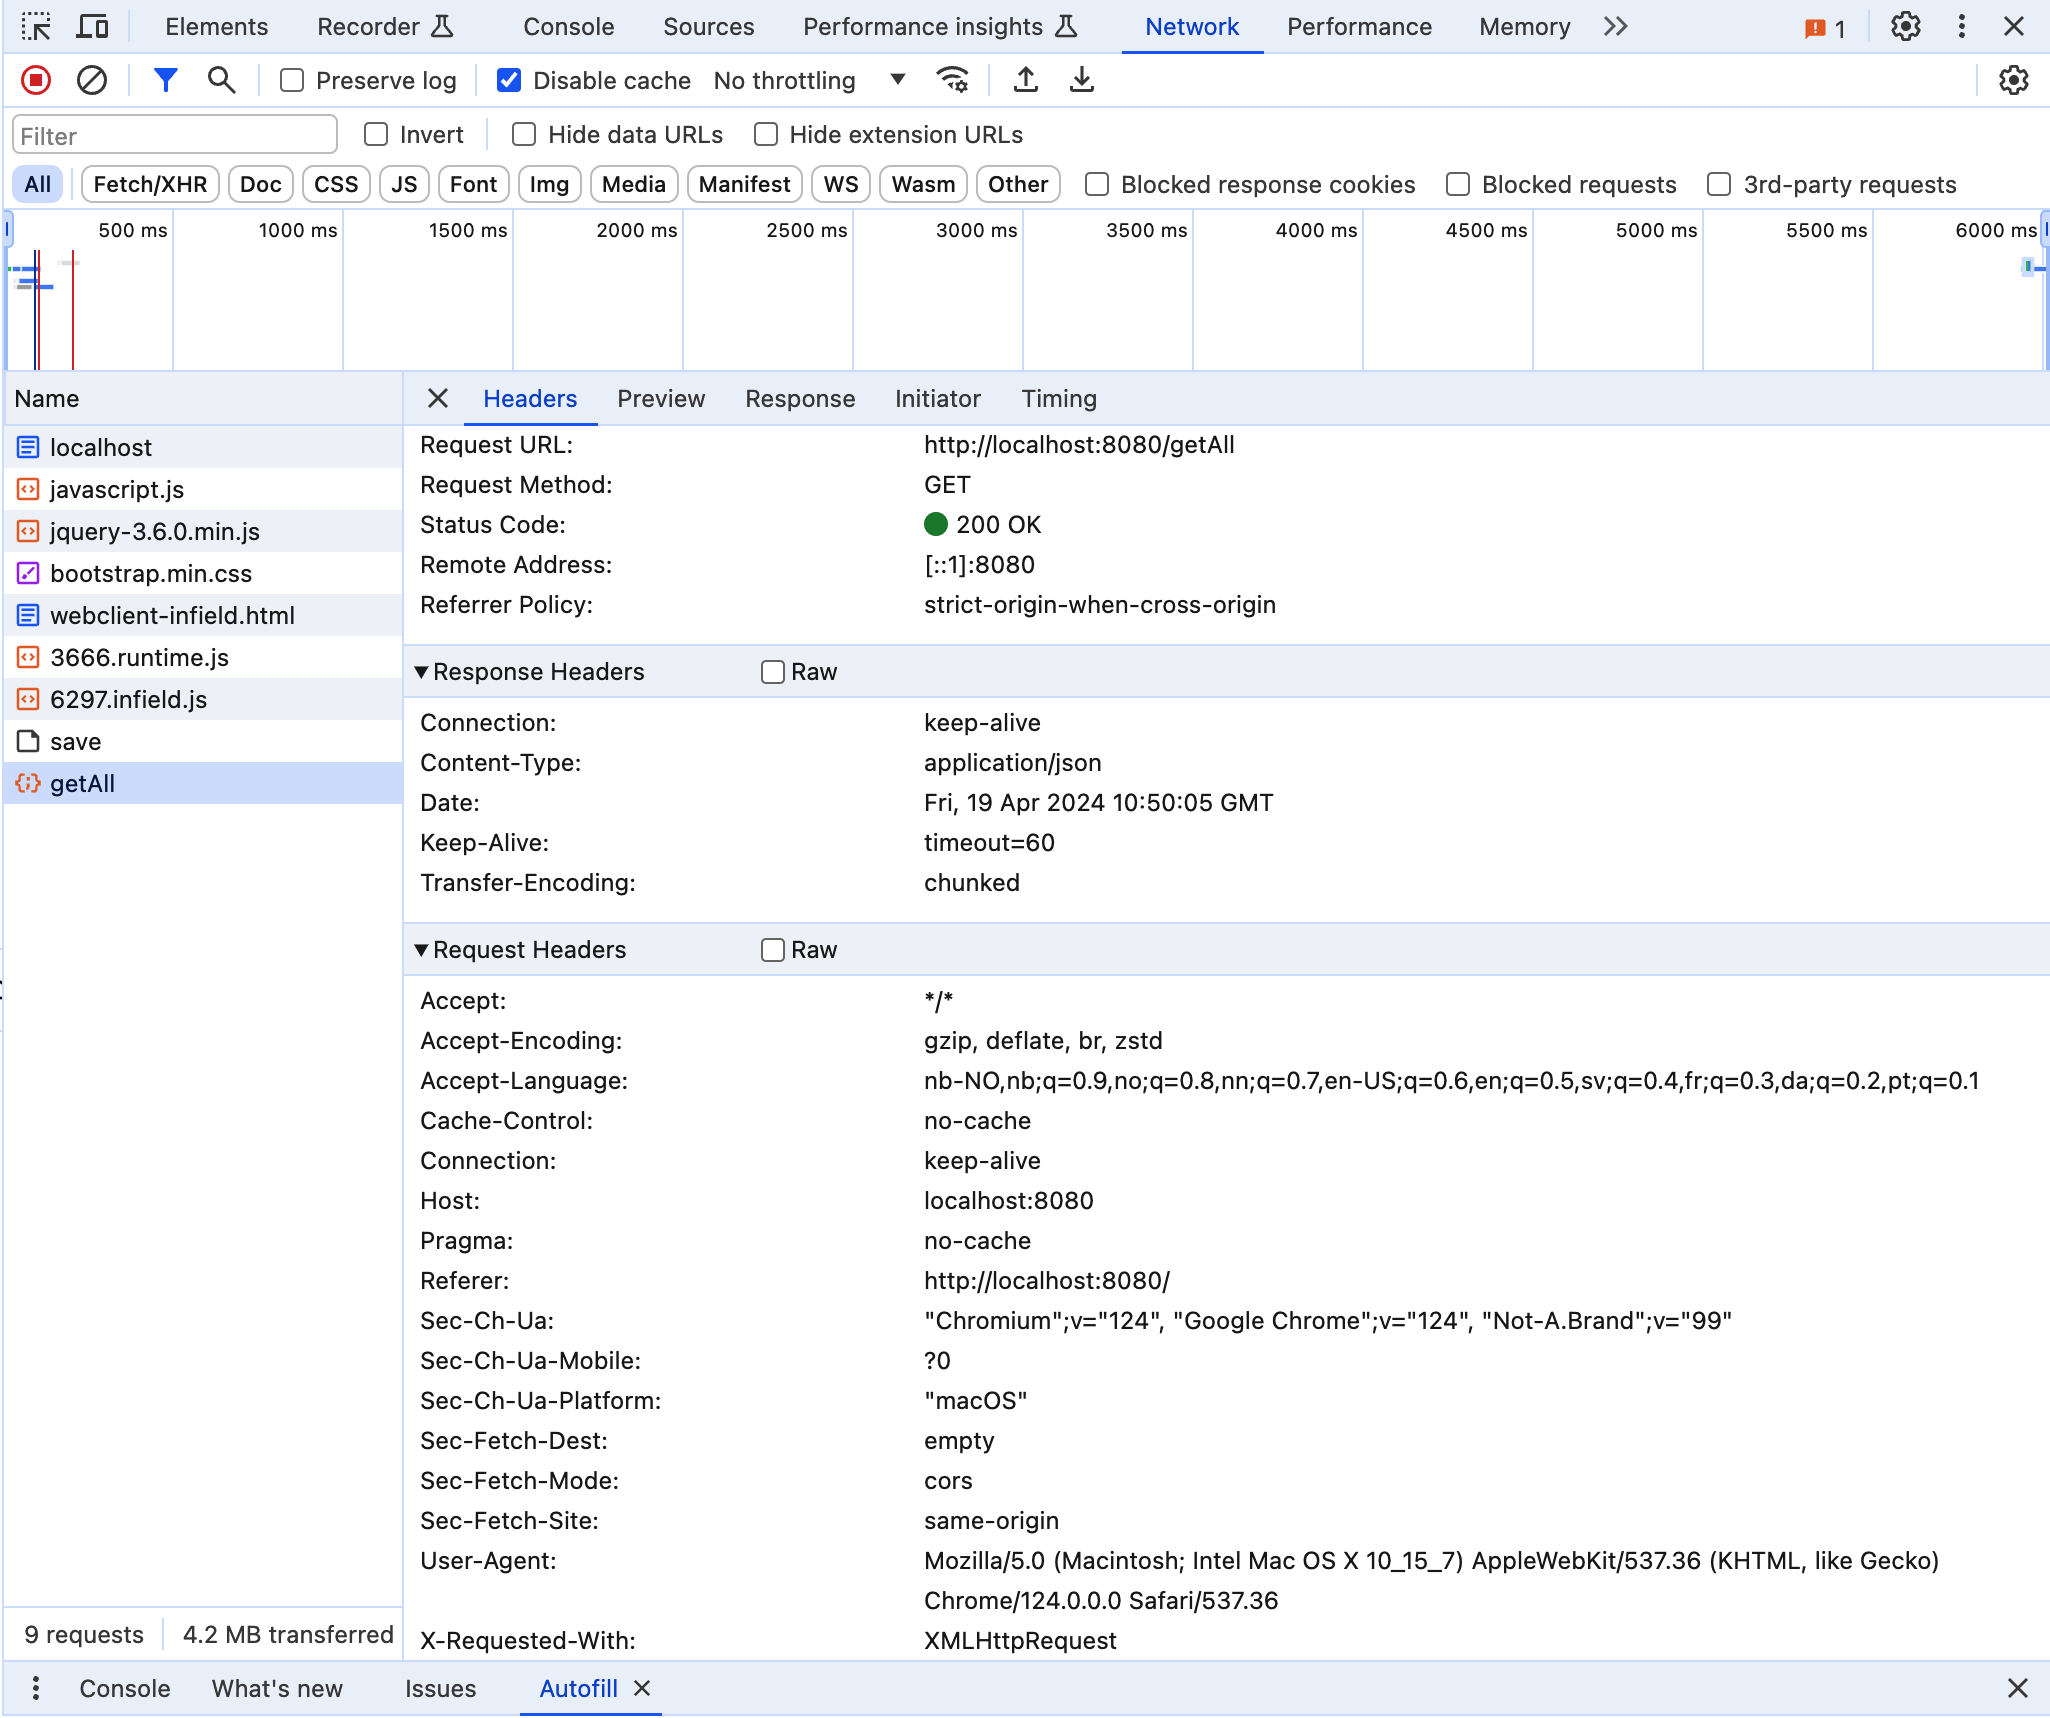 Elements Recorder Console Sources Performance insights Network Performance Memory 1
Preserve log Disable cache No throttling
Filter Invert Hide data URLs Hide extension URLs
All Fetch/XHR Doc CSS JS Font Img Media Manifest WS Wasm Other Blocked response cookies Blocked requests 3rd-party requests
500 ms 1000 ms 1500 ms 2000 ms 2500 ms 3000 ms 3500 ms 4000 ms 4500 ms 5000 ms 5500 ms 6000 ms
Name
localhost
javascript.js
jquery-3.6.0.min.js
bootstrap.min.css
webclient-infield.html
3666.runtime.js
6297.infield.js
save
getAll
9 requests 4.2 MB transferred
Headers Preview Response Initiator Timing
Request URL: http://localhost:8080/getAll
Request Method: GET
Status Code: 200 OK
Remote Address: [::1]:8080
Referrer Policy: strict-origin-when-cross-origin
Response Headers Raw
Connection: keep-alive
Content-Type: application/json
Date: Fri, 19 Apr 2024 10:50:05 GMT
Keep-Alive: timeout=60
Transfer-Encoding: chunked
Request Headers Raw
Accept: */*
Accept-Encoding: gzip, deflate, br, zstd
Accept-Language: nb-NO,nb;q=0.9,no;q=0.8,nn;q=0.7,en-US;q=0.6,en;q=0.5,sv;q=0.4,fr;q=0.3,da;q=0.2,pt;q=0.1
Cache-Control: no-cache
Connection: keep-alive
Host: localhost:8080
Pragma: no-cache
Referer: http://localhost:8080/
Sec-Ch-Ua: "Chromium";v="124", "Google Chrome";v="124", "Not-A.Brand";v="99"
Sec-Ch-Ua-Mobile: ?0
Sec-Ch-Ua-Platform: "macOS"
Sec-Fetch-Dest: empty
Sec-Fetch-Mode: cors
Sec-Fetch-Site: same-origin
User-Agent: Mozilla/5.0 (Macintosh; Intel Mac OS X 10_15_7) AppleWebKit/537.36 (KHTML, like Gecko)
Chrome/124.0.0.0 Safari/537.36
X-Requested-With: XMLHttpRequest
Console What's new Issues Autofill